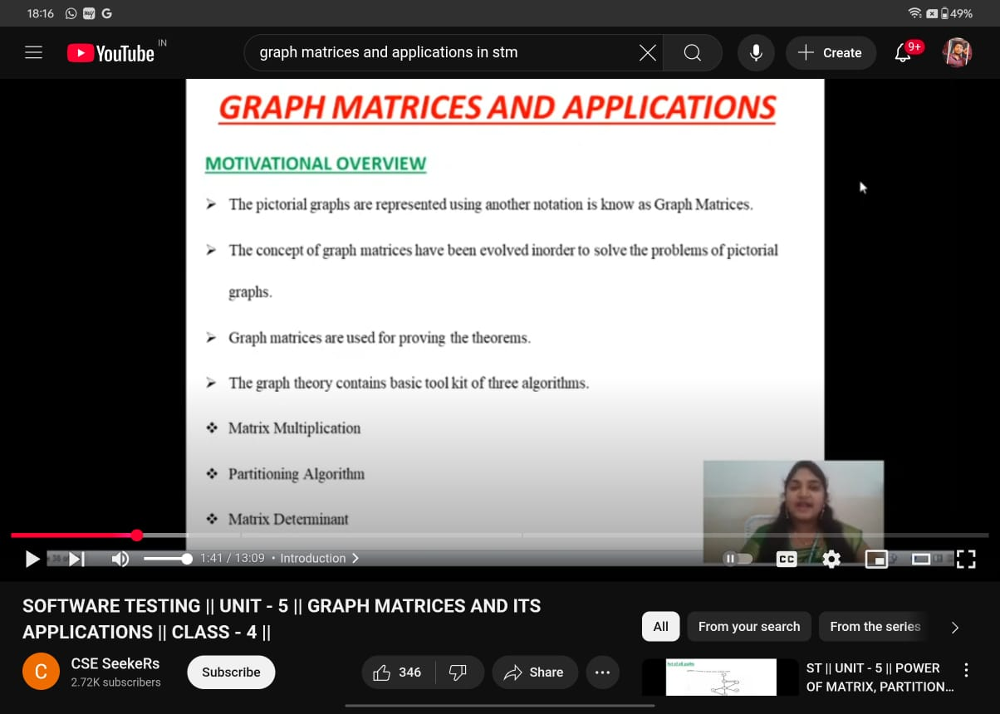 18:16
49%
YouTube IN
graph matrices and applications in stm
Create
9+
GRAPH MATRICES AND APPLICATIONS
MOTIVATIONAL OVERVIEW
The pictorial graphs are represented using another notation is know as Graph Matrices.
The concept of graph matrices have been evolved inorder to solve the problems of pictorial
graphs.
Graph matrices are used for proving the theorems.
The graph theory contains basic tool kit of three algorithms.
Matrix Multiplication
Partitioning Algorithm
Matrix Determinant
1:41 / 13:09 • Introduction
CC
SOFTWARE TESTING || UNIT - 5 || GRAPH MATRICES AND ITS
APPLICATIONS || CLASS - 4 ||
All
From your search
From the series
C
CSE SeekeRs
2.72K subscribers
Subscribe
346
Share
ST || UNIT - 5 || POWER
OF MATRIX, PARTITION...